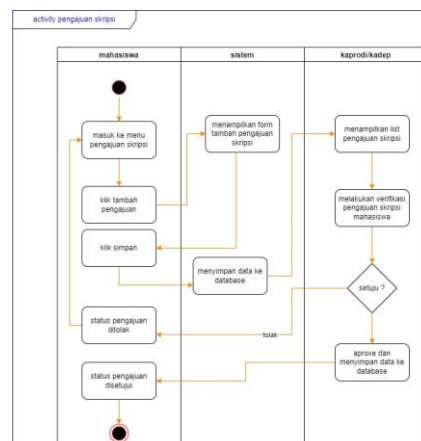 activity pengajuan skripsi
mahasiswa
sistem
kaprodi/kadep
masuk ke menu
pengajuan skripsi
menampilkan form
tambah pengajuan
skripsi
menampilkan list
pengajuan skripsi
klik tambah
pengajuan
melakukan verifikasi
pengajuan skripsi
mahasiswa
klik simpan
menyimpan data ke
database
setuju ?
status pengajuan
ditolak
tolak
aprove dan
menyimpan data ke
database
status pengajuan
disetujui